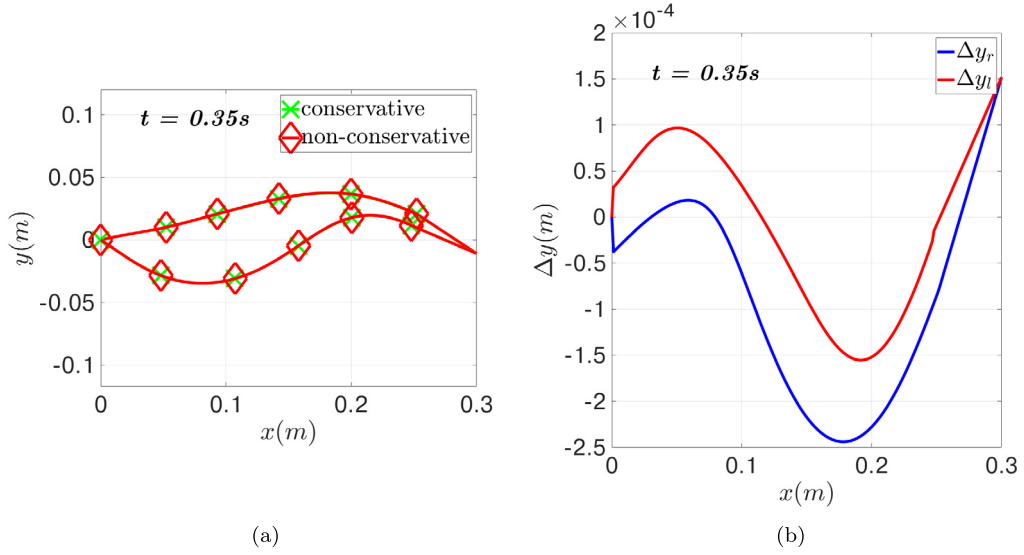 t = 0.35s
conservative
non-conservative
0.1
0.05
0
-0.05
-0.1
y(m)
0
0.1
0.2
0.3
x(m)
(a)
2 ×10-4
t = 0.35s
Δyr
Δyl
1.5
1
0.5
0
-0.5
-1
-1.5
-2
-2.5
Δy(m)
0
0.1
0.2
0.3
x(m)
(b)